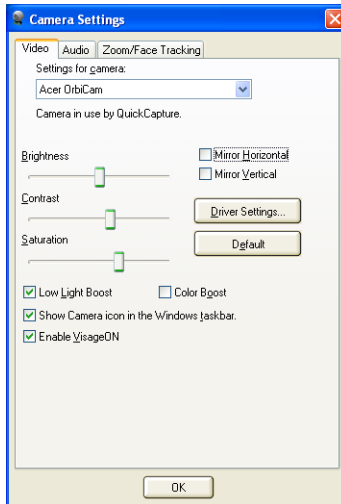 Camera Settings
Video Audio Zoom/Face Tracking
Settings for camera:
Acer OrbiCam
Camera in use by QuickCapture.
Brightness
Mirror Horizontal
Mirror Vertical
Contrast
Driver Settings...
Saturation
Default
Low Light Boost Color Boost
Show Camera icon in the Windows taskbar.
Enable VisageON
OK